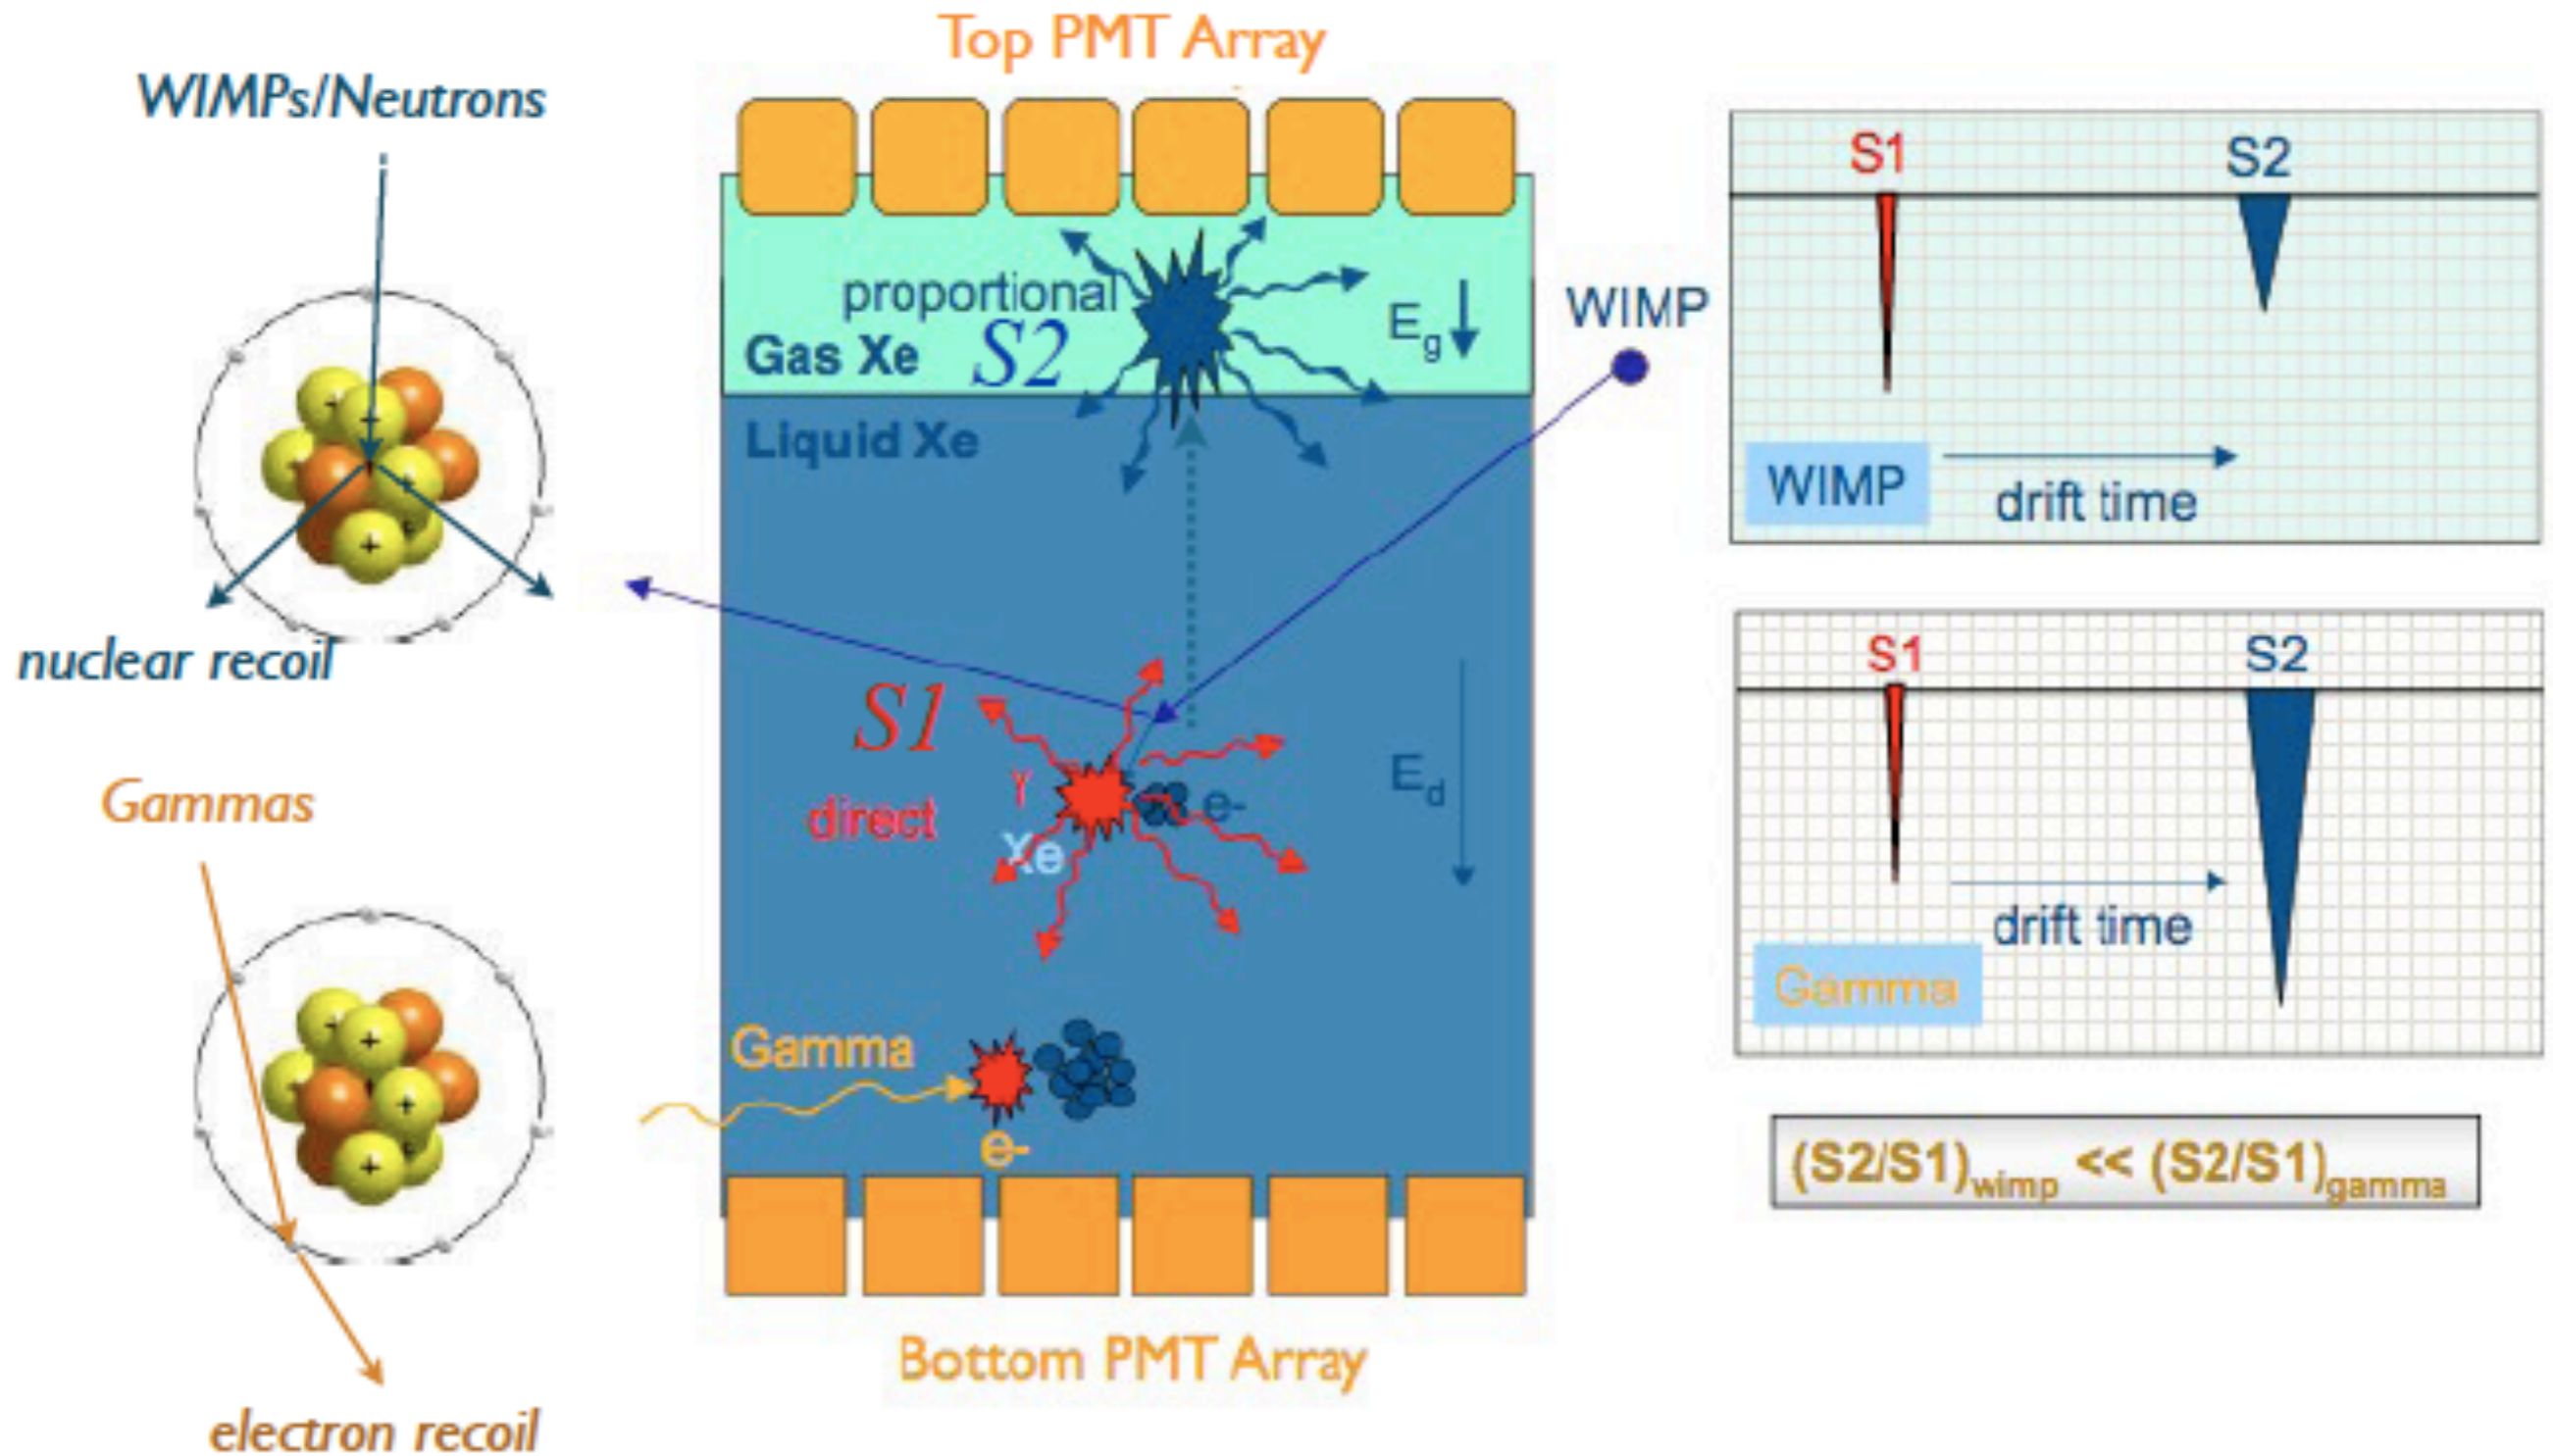 Top PMT Array
WIMPs/Neutrons
nuclear recoil
Gammas
electron recoil
proportional
S2
Gas Xe
Eg
Liquid Xe
WIMP
S1
γ
direct
Xe
e-
Ed
Gamma
e-
Bottom PMT Array
S1 S2
WIMP
drift time
S1 S2
drift time
Gamma
(S2/S1)wimp << (S2/S1)gamma
+ + + + + +
+ + + + + +